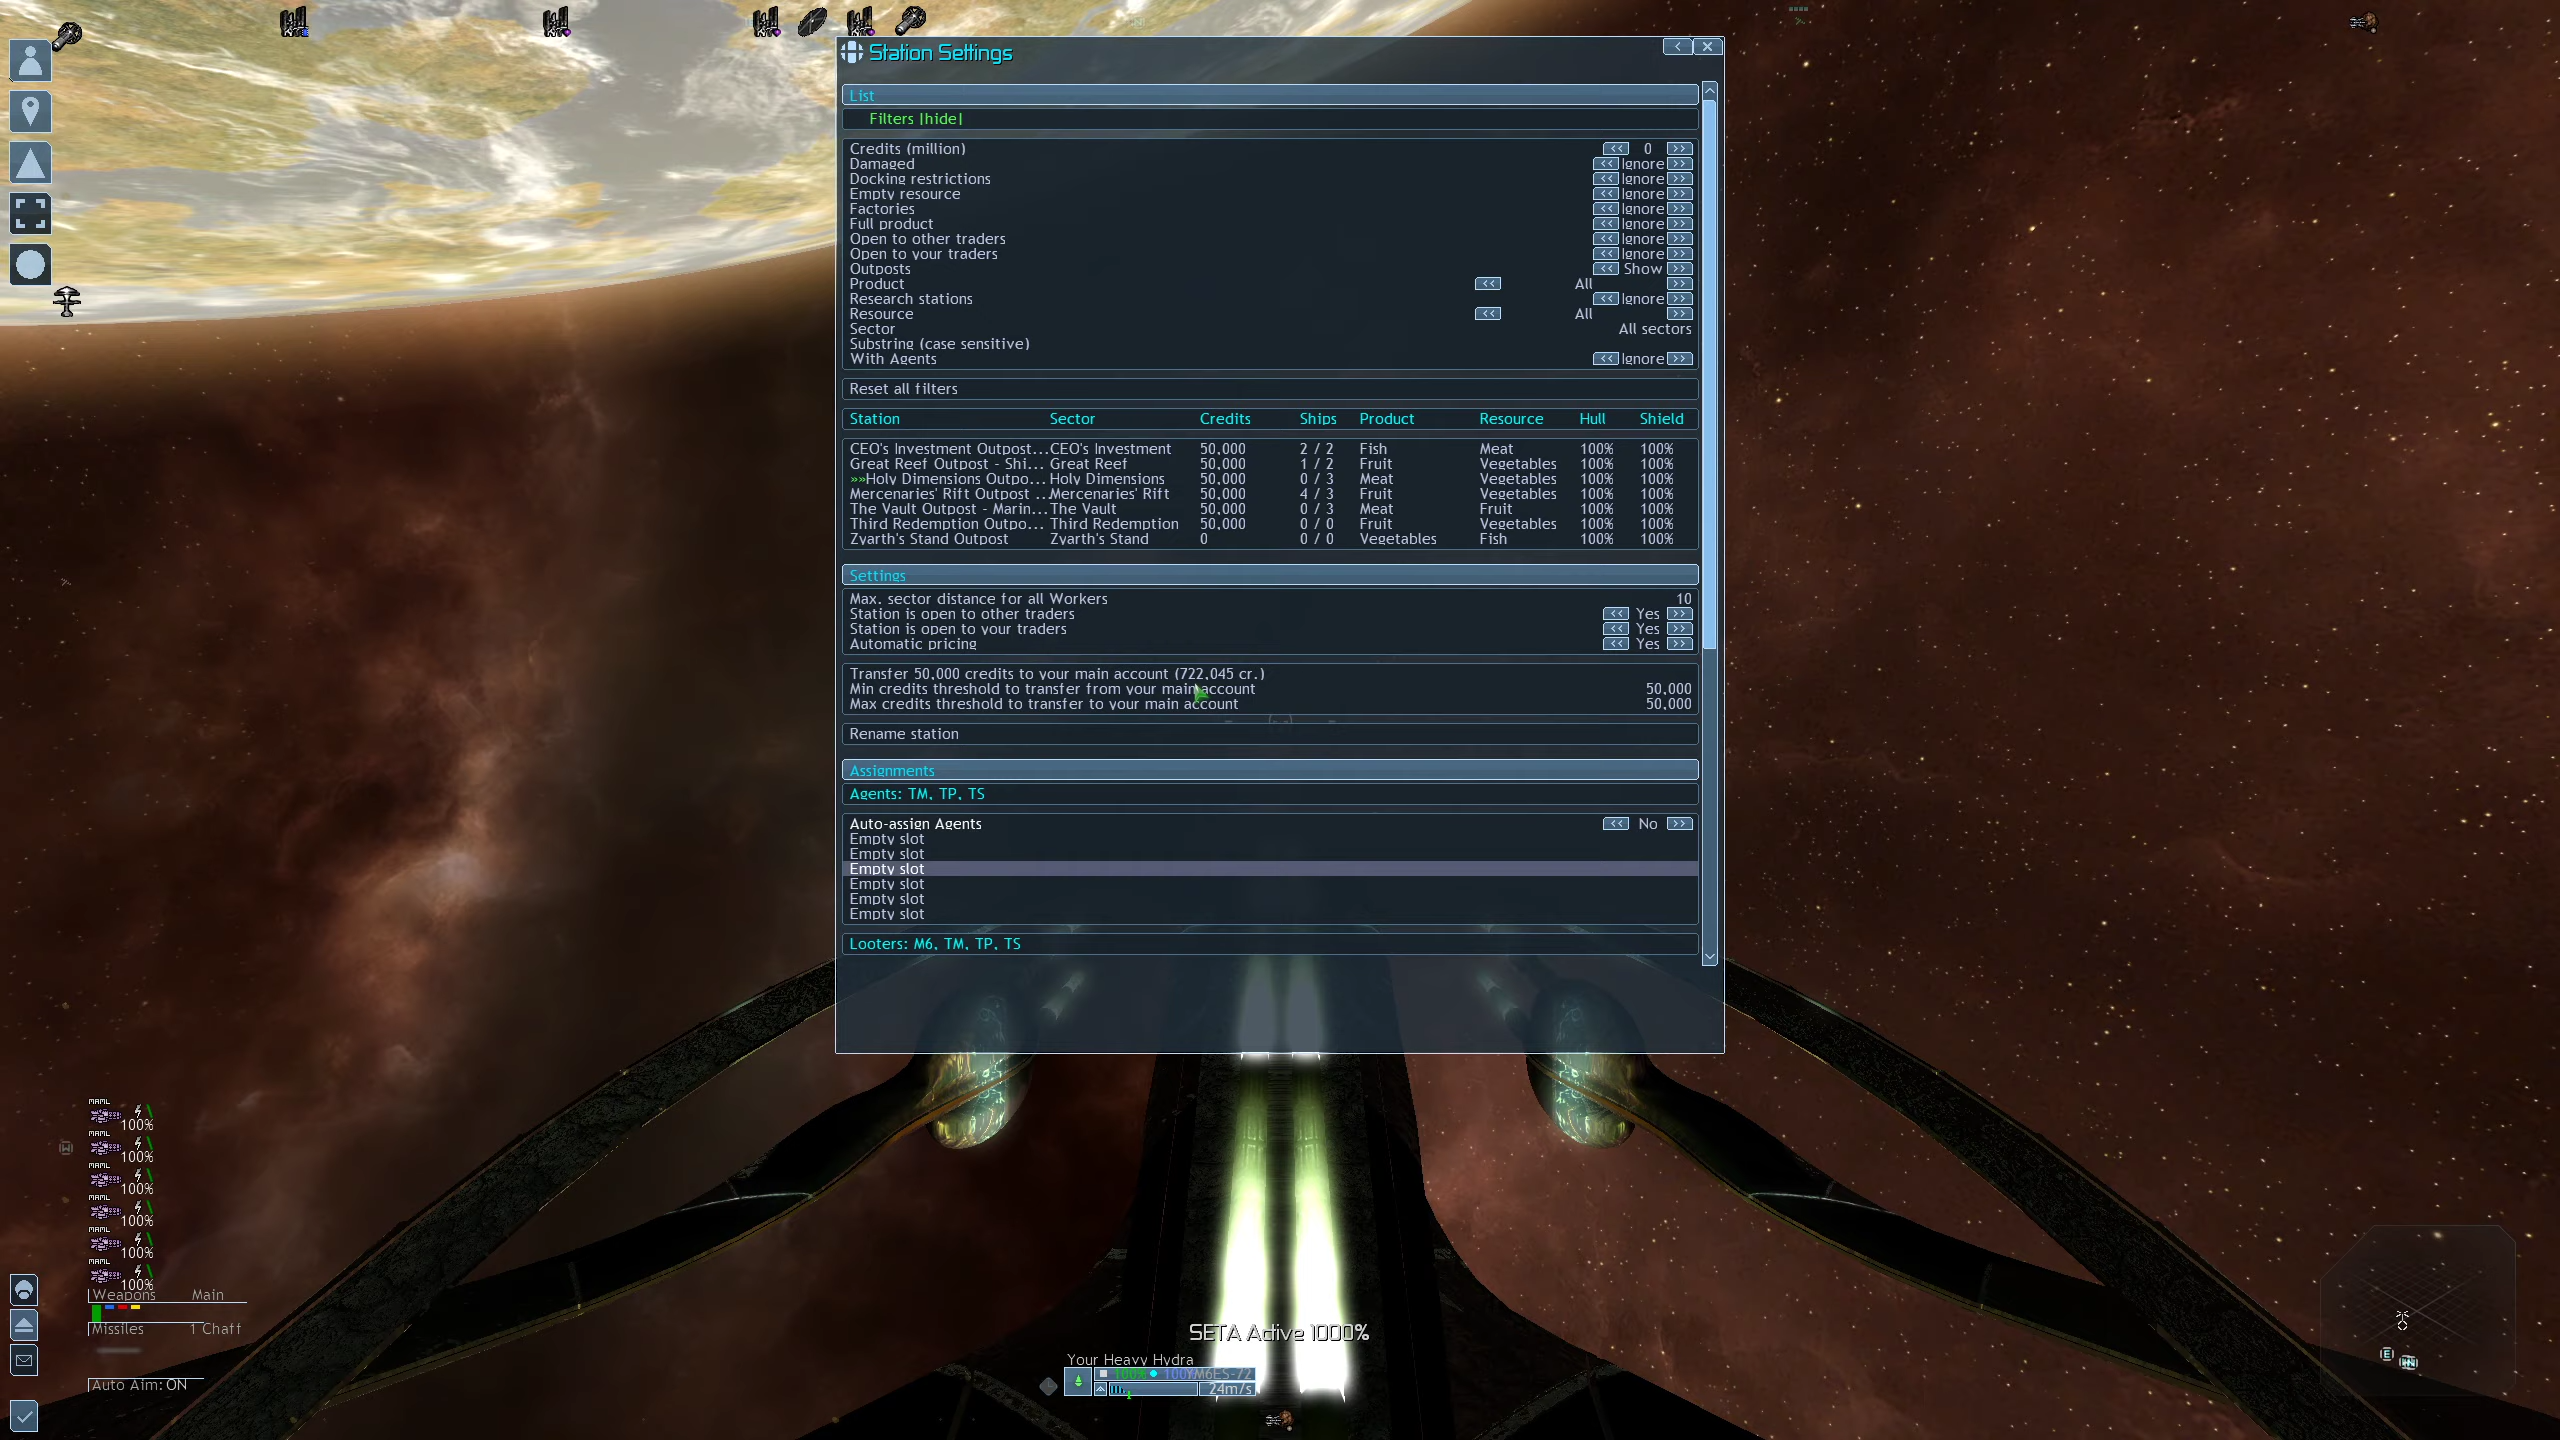 Station Settings
List
Filters |hide|
Credits (million) << 0 >>
Damaged << Ignore >>
Docking restrictions << Ignore >>
Empty resource << Ignore >>
Factories << Ignore >>
Full product << Ignore >>
Open to other traders << Ignore >>
Open to your traders << Ignore >>
Outposts << Show >>
Product << All >>
Research stations << Ignore >>
Resource << All >>
Sector All sectors
Substring (case sensitive)
With Agents << Ignore >>
Reset all filters
Station Sector Credits Ships Product Resource Hull Shield
CEO's Investment Outpost... CEO's Investment 50,000 2 / 2 Fish Meat 100% 100%
Great Reef Outpost - Shi... Great Reef 50,000 1 / 2 Fruit Vegetables 100% 100%
»»Holy Dimensions Outpo... Holy Dimensions 50,000 0 / 3 Meat Vegetables 100% 100%
Mercenaries' Rift Outpost ... Mercenaries' Rift 50,000 4 / 3 Fruit Vegetables 100% 100%
The Vault Outpost - Marin... The Vault 50,000 0 / 3 Meat Fruit 100% 100%
Third Redemption Outpo... Third Redemption 50,000 0 / 0 Fruit Vegetables 100% 100%
Zyarth's Stand Outpost Zyarth's Stand 0 0 / 0 Vegetables Fish 100% 100%
Settings
Max. sector distance for all Workers 10
Station is open to other traders << Yes >>
Station is open to your traders << Yes >>
Automatic pricing << Yes >>
Transfer 50,000 credits to your main account (722,045 cr.)
Min credits threshold to transfer from your main account 50,000
Max credits threshold to transfer to your main account 50,000
Rename station
Assignments
Agents: TM, TP, TS
Auto-assign Agents << No >>
Empty slot
Empty slot
Empty slot
Empty slot
Empty slot
Empty slot
Looters: M6, TM, TP, TS
MAML
100%
MAML
100%
MAML
100%
MAML
100%
MAML
100%
MAML
100%
Weapons Main
Missiles 1 Chaff
Auto Aim: ON
SETA Active 1000%
Your Heavy Hydra
100% 100% M6ES-72
24m/s
E